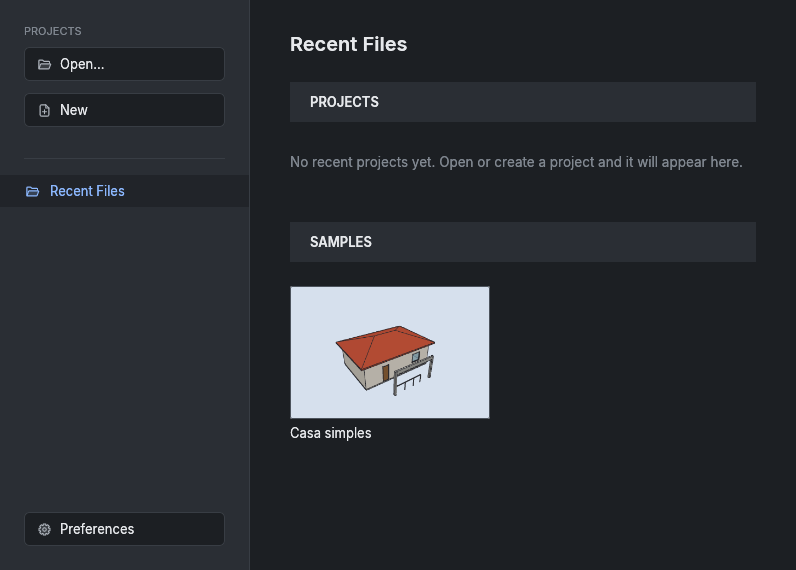 PROJECTS
Open...
New
Recent Files
Preferences
Recent Files
PROJECTS
No recent projects yet. Open or create a project and it will appear here.
SAMPLES
Casa simples